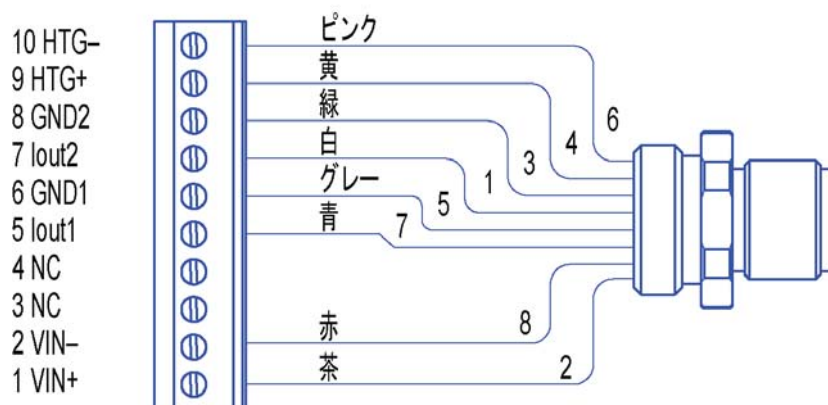 10 HTG–
9 HTG+
8 GND2
7 Iout2
6 GND1
5 Iout1
4 NC
3 NC
2 VIN–
1 VIN+
ピンク
黄
緑
白
グレー
青
赤
茶
6
4
3
1
5
7
8
2